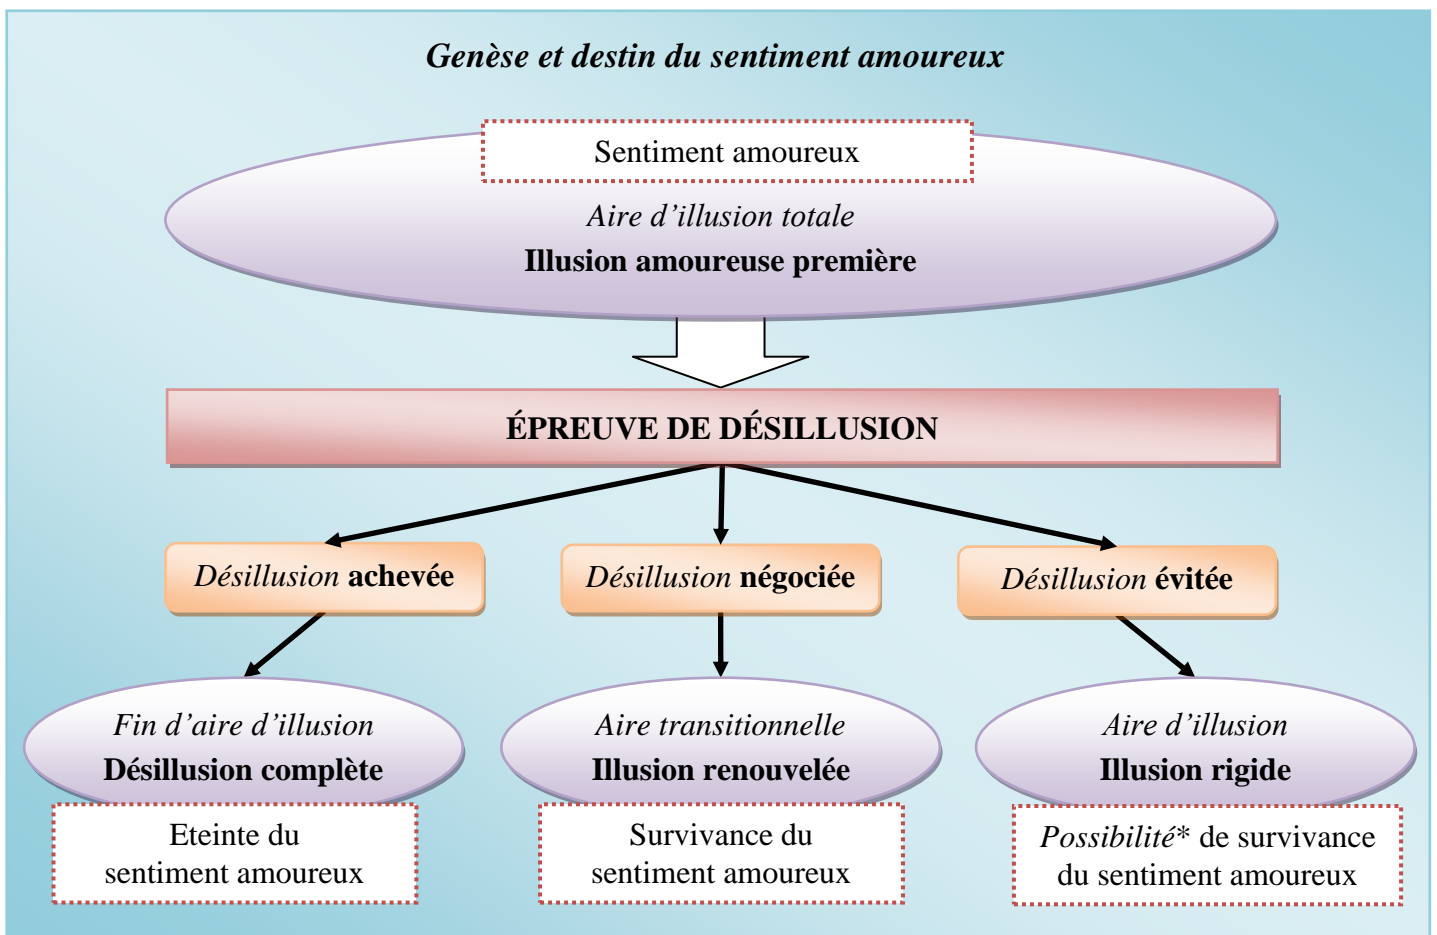 Genèse et destin du sentiment amoureux
Sentiment amoureux
Aire d’illusion totale
Illusion amoureuse première
ÉPREUVE DE DÉSILLUSION
Désillusion achevée
Désillusion négociée
Désillusion évitée
Fin d’aire d’illusion
Désillusion complète
Eteinte du
sentiment amoureux
Aire transitionnelle
Illusion renouvelée
Survivance du
sentiment amoureux
Aire d’illusion
Illusion rigide
Possibilité* de survivance
du sentiment amoureux